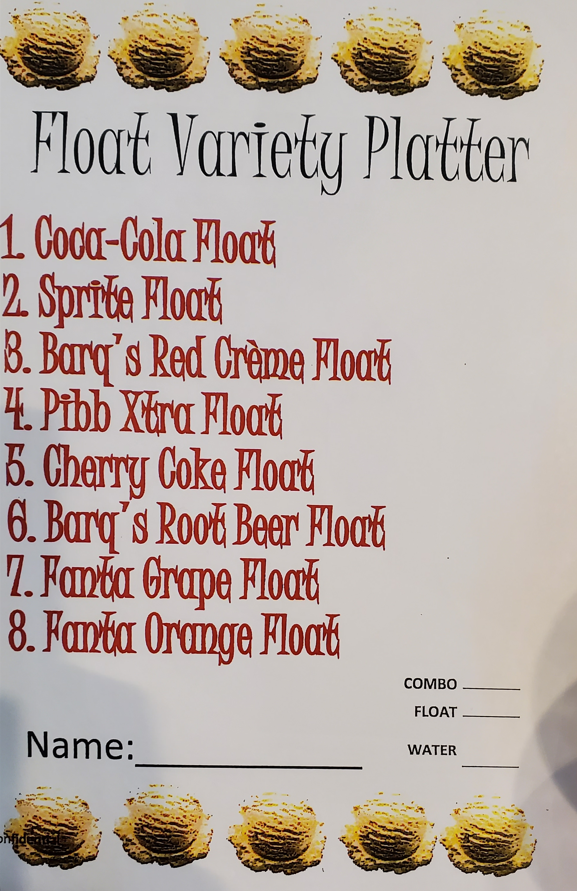 Float Variety Platter
1. Coca-Cola Float
2. Sprite Float
3. Barq's Red Crème Float
4. Pibb Xtra Float
5. Cherry Coke Float
6. Barq's Root Beer Float
7. Fanta Grape Float
8. Fanta Orange Float
COMBO
FLOAT
Name:
WATER
onfidential